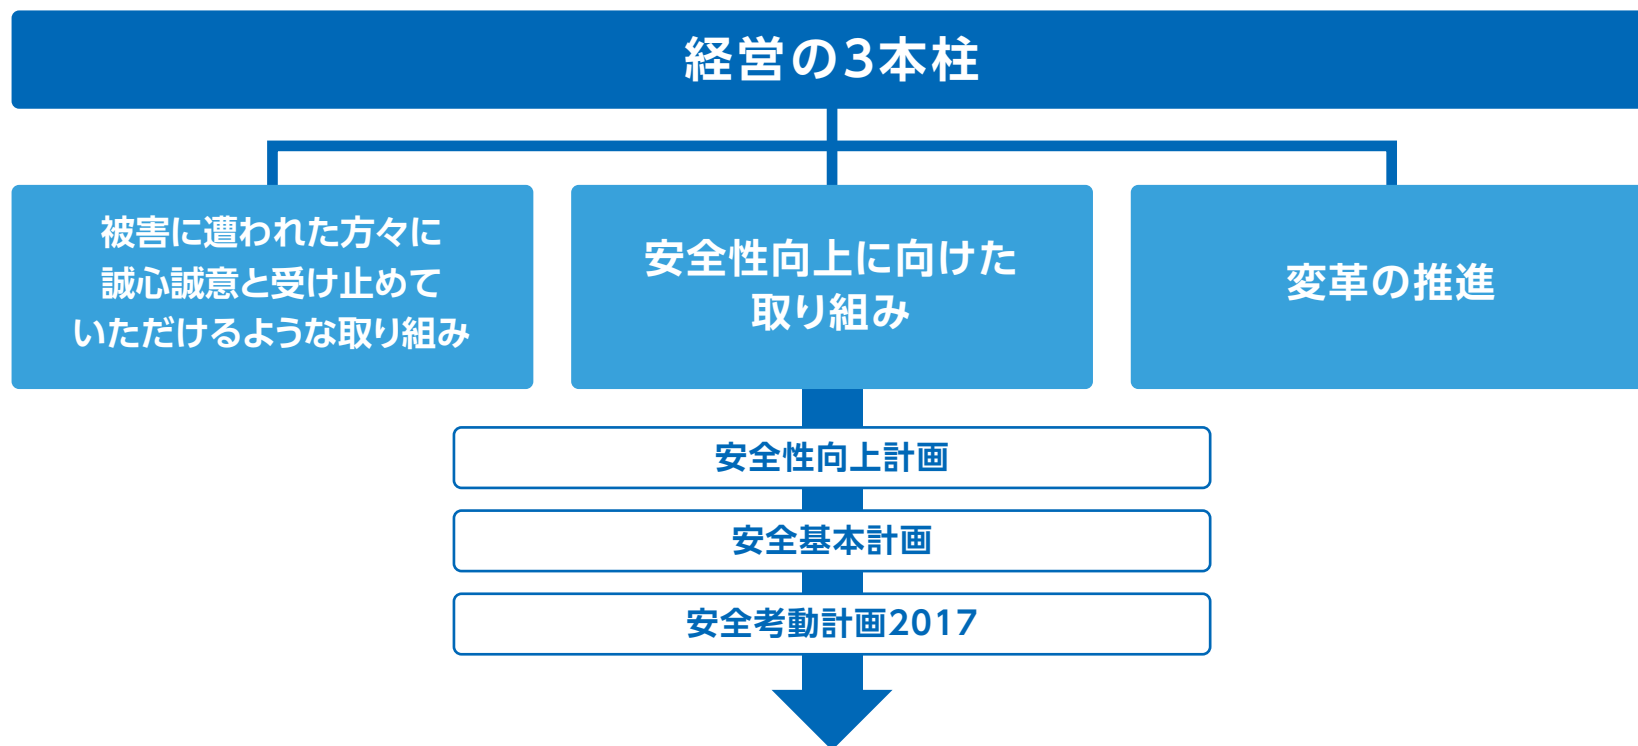 経営の3本柱
被害に遭われた方々に
誠心誠意と受け止めて
いただけるような取り組み
安全性向上に向けた
取り組み
変革の推進
安全性向上計画
安全基本計画
安全考動計画2017